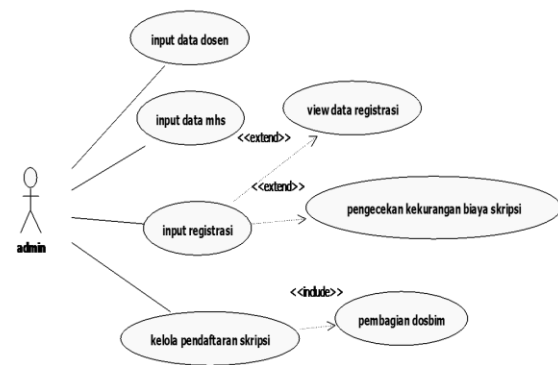 input data dosen
input data mhs
<<extend>>
view data registrasi
<<extend>>
pengecekan kekurangan biaya skripsi
input registrasi
admin
<<include>>
pembagian dosbim
kelola pendaftaran skripsi